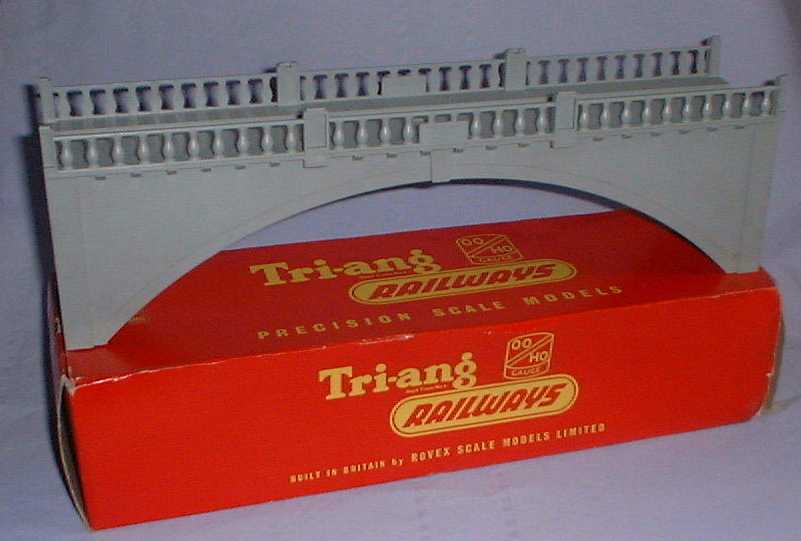 Tri-ang
OO
HO
GAUGE
RAILWAYS
PRECISION SCALE MODELS
Tri-ang
OO
HO
GAUGE
RAILWAYS
BUILT IN BRITAIN by ROVEX SCALE MODELS LIMITED